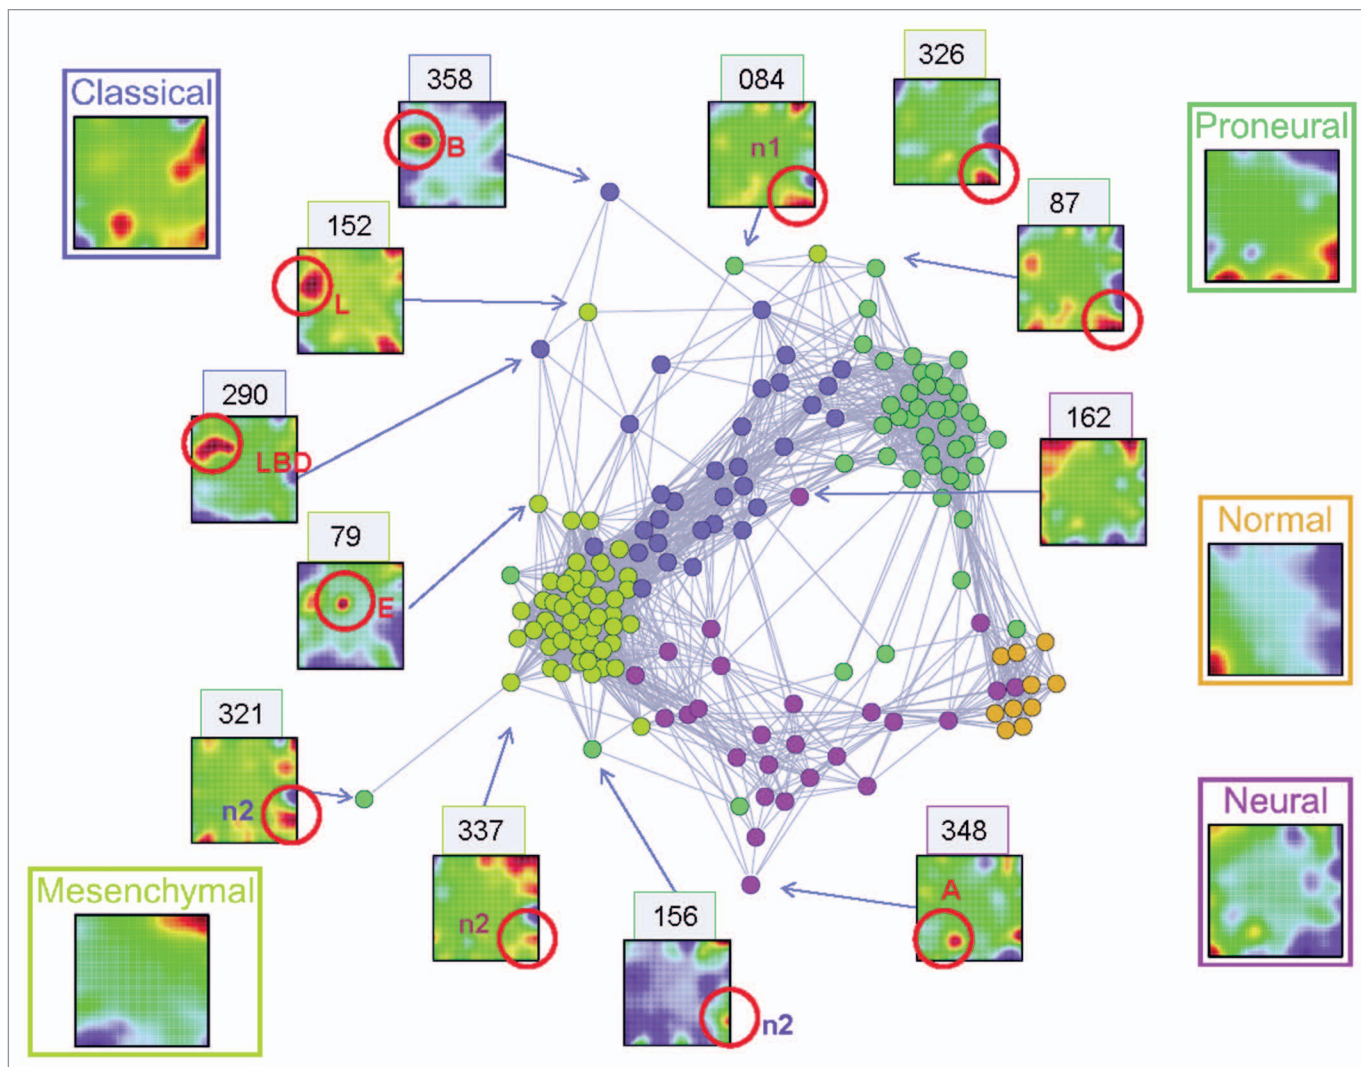 326
358
084
Classical
Proneural
B
n1
87
152
L
290
162
LBD
Normal
79
E
321
n2
Neural
337
348
Mesenchymal
A
156
n2
n2